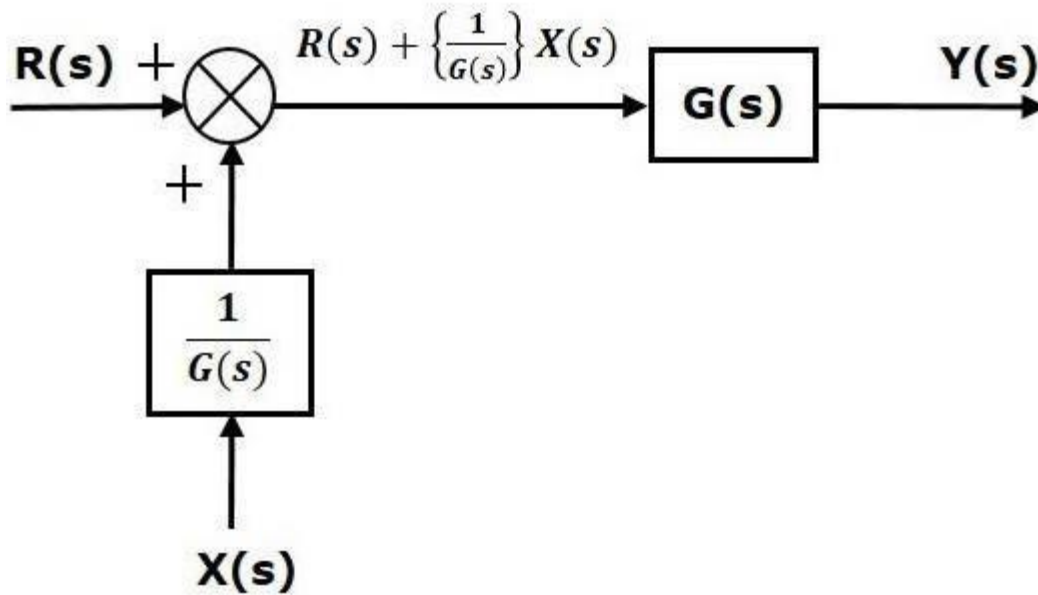 R(s)
+
R(s) + {1/G(s)} X(s)
G(s)
Y(s)
+
1/G(s)
X(s)